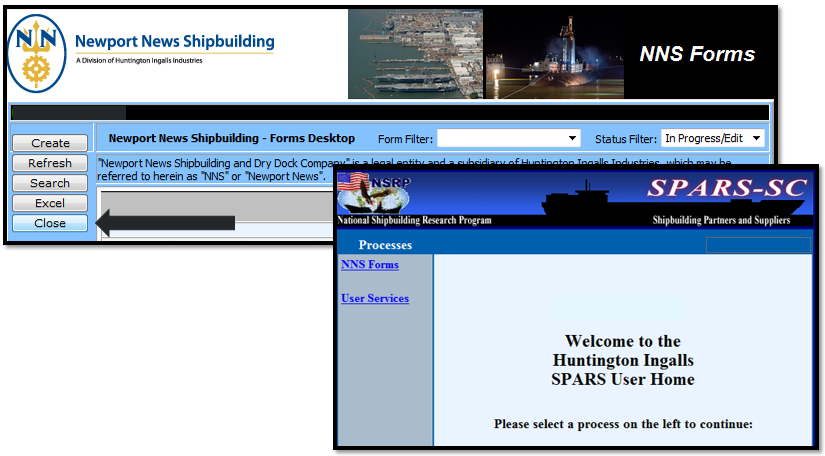 NN
Newport News Shipbuilding
A Division of Huntington Ingalls Industries
NNS Forms
Create
Refresh
Search
Excel
Close
Newport News Shipbuilding - Forms Desktop
Form Filter:
Status Filter: In Progress/Edit
"Newport News Shipbuilding and Dry Dock Company" is a legal entity and a subsidiary of Huntington Ingalls Industries, which may be
referred to herein as "NNS" or "Newport News".
NSRP
National Shipbuilding Research Program
SPARS-SC
Shipbuilding Partners and Suppliers
Processes
NNS Forms
User Services
Welcome to the
Huntington Ingalls
SPARS User Home
Please select a process on the left to continue: